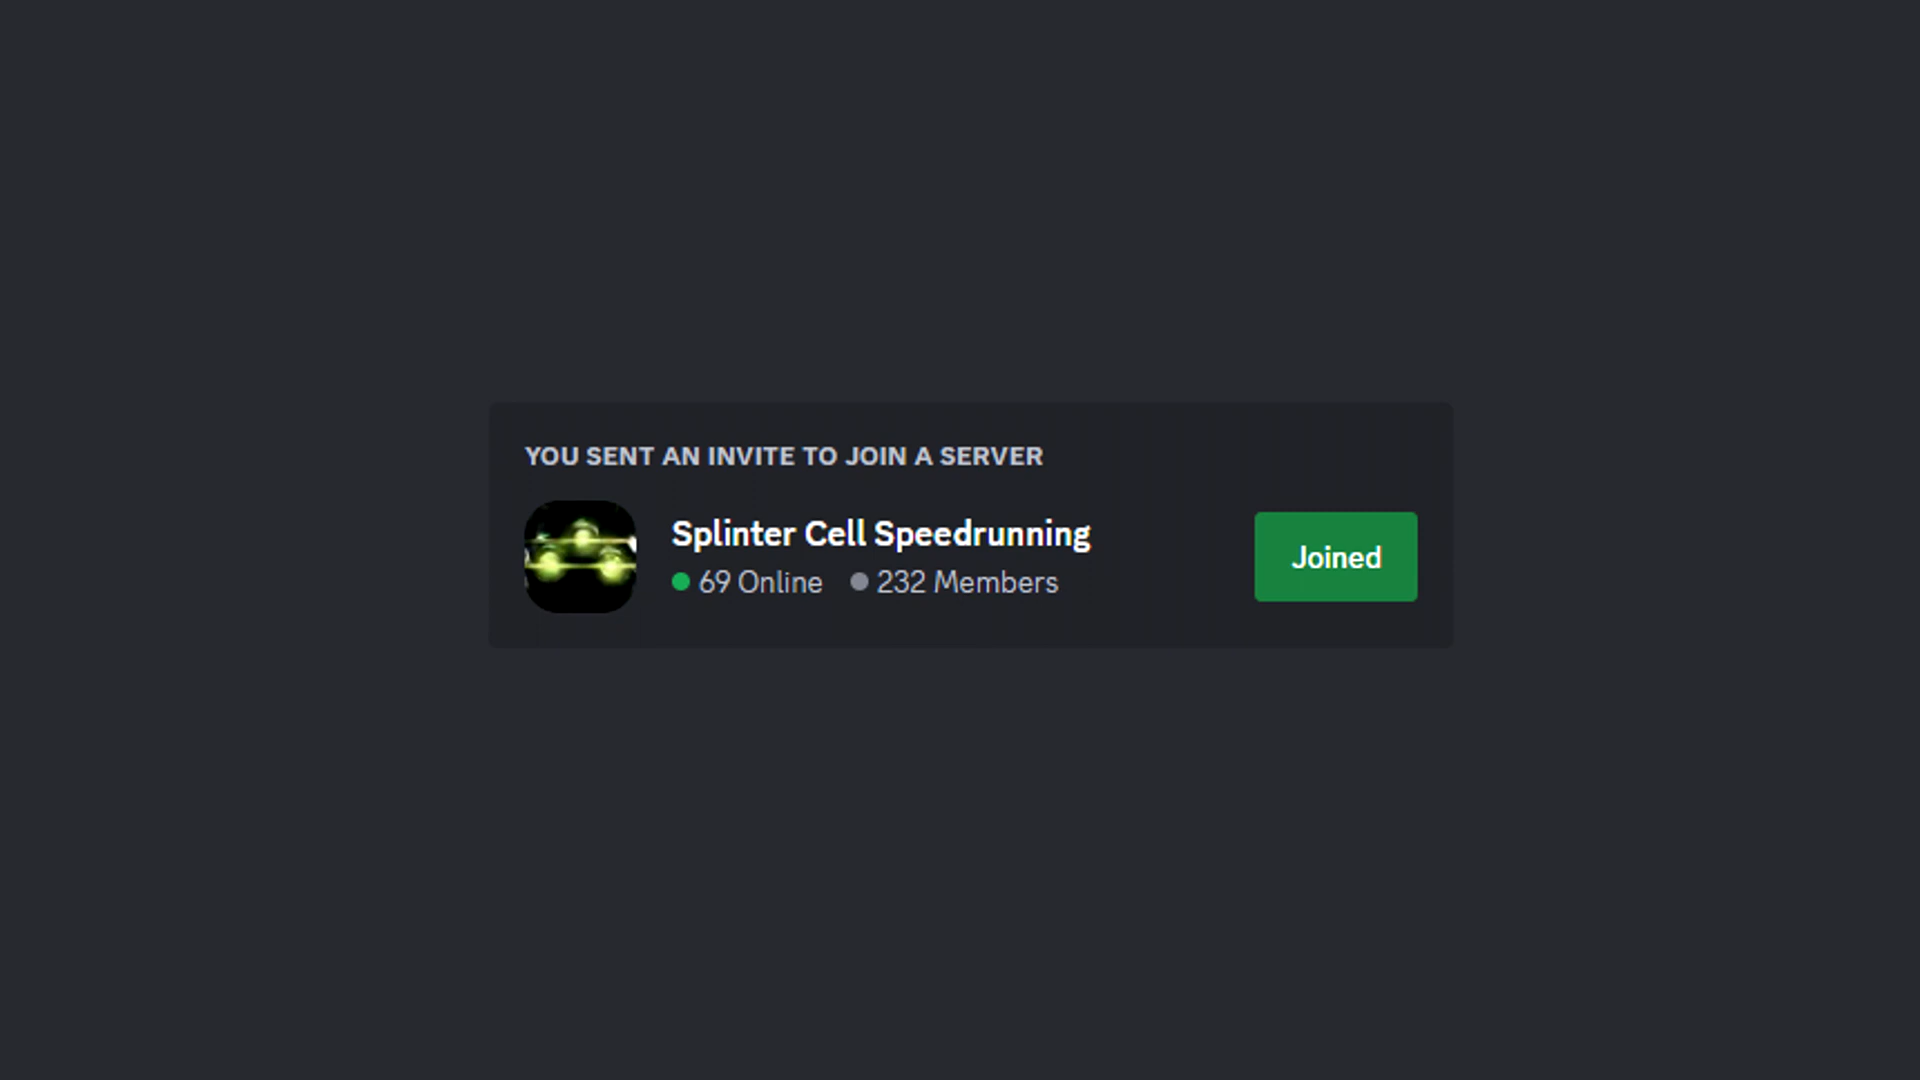 YOU SENT AN INVITE TO JOIN A SERVER
Splinter Cell Speedrunning
69 Online 232 Members
Joined